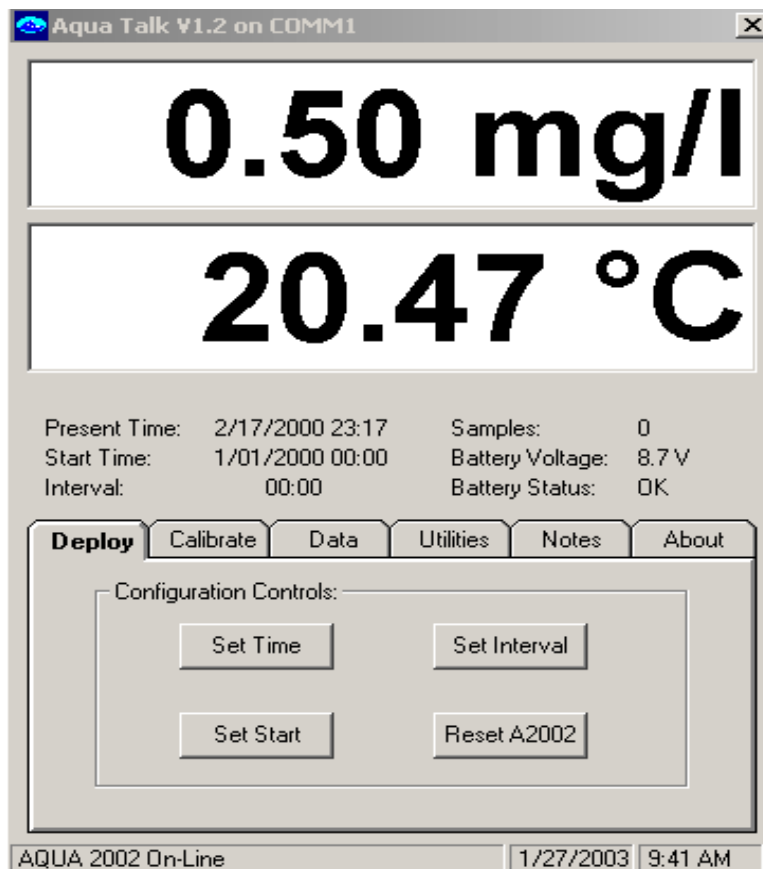 Aqua Talk V1.2 on COMM1
0.50 mg/l
20.47 °C
Present Time: 2/17/2000 23:17 Samples: 0
Start Time: 1/01/2000 00:00 Battery Voltage: 8.7 V
Interval: 00:00 Battery Status: OK
Deploy Calibrate Data Utilities Notes About
Configuration Controls:
Set Time Set Interval
Set Start Reset A2002
AQUA 2002 On-Line 1/27/2003 9:41 AM